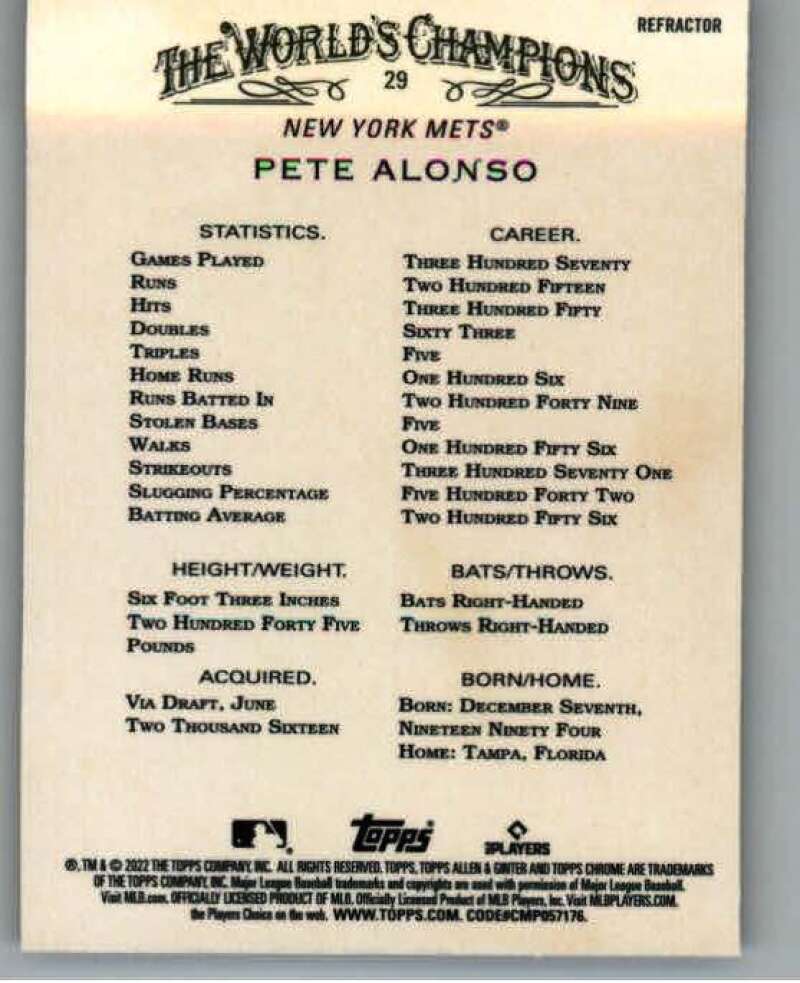 REFRACTOR
THE WORLD'S CHAMPIONS
29
NEW YORK METS®
PETE ALONSO
STATISTICS. CAREER.
GAMES PLAYED THREE HUNDRED SEVENTY
RUNS TWO HUNDRED FIFTEEN
HITS THREE HUNDRED FIFTY
DOUBLES SIXTY THREE
TRIPLES FIVE
HOME RUNS ONE HUNDRED SIX
RUNS BATTED IN TWO HUNDRED FORTY NINE
STOLEN BASES FIVE
WALKS ONE HUNDRED FIFTY SIX
STRIKEOUTS THREE HUNDRED SEVENTY ONE
SLUGGING PERCENTAGE FIVE HUNDRED FORTY TWO
BATTING AVERAGE TWO HUNDRED FIFTY SIX
HEIGHT/WEIGHT.
SIX FOOT THREE INCHES
TWO HUNDRED FORTY FIVE
POUNDS
BATS/THROWS.
BATS RIGHT-HANDED
THROWS RIGHT-HANDED
ACQUIRED.
VIA DRAFT, JUNE
TWO THOUSAND SIXTEEN
BORN/HOME.
BORN: DECEMBER SEVENTH,
NINETEEN NINETY FOUR
HOME: TAMPA, FLORIDA
Topps
PLAYERS
®, TM & © 2022 THE TOPPS COMPANY, INC. ALL RIGHTS RESERVED. TOPPS, TOPPS ALLEN & GINTER AND TOPPS CHROME ARE TRADEMARKS
OF THE TOPPS COMPANY, INC. Major League Baseball trademarks and copyrights are used with permission of Major League Baseball.
Visit MLB.com. OFFICIALLY LICENSED PRODUCT OF MLB. Officially Licensed Product of MLB Players, Inc. Visit MLBPLAYERS.COM,
the Players Choice on the web. WWW.TOPPS.COM. CODE#CMP057176.